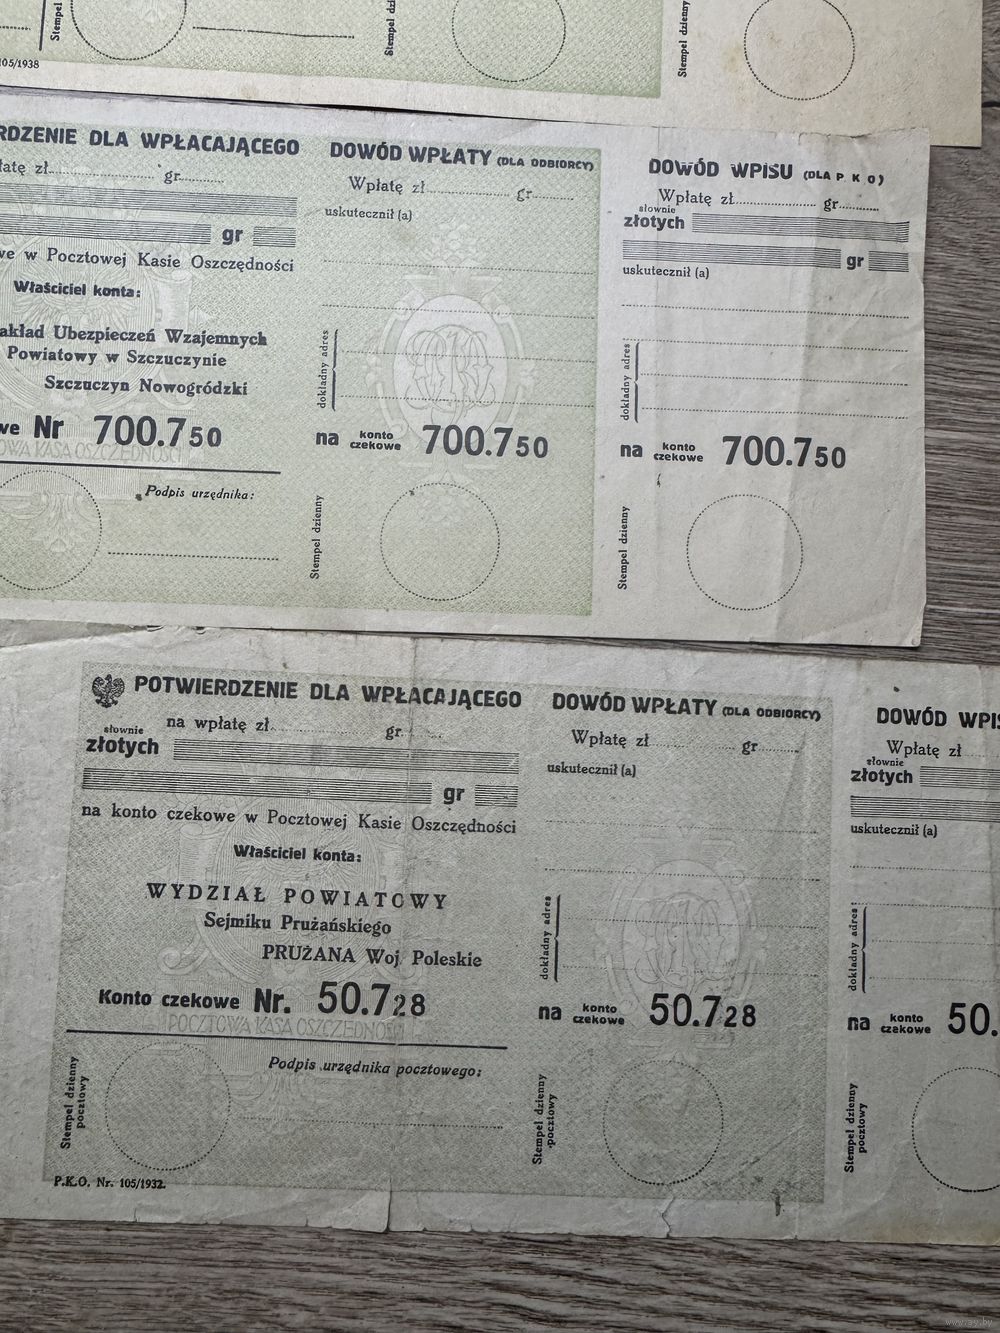 Stempel
Stempel
Stempel dzienny
105/1938
DLA WPŁACAJĄCEGO
zł gr
gr
w Pocztowej Kasie Oszczędności
Właściciel konta:
Ubezpieczeń Wzajemnych
Powiatowy w Szczuczynie
Szczuczyn Nowogródzki
Nr 700.750
KASA OSZCZĘDNOŚCI
Podpis urzędnika:
DOWÓD WPŁATY (DLA ODBIORCY)
Wpłatę zł gr
uskutecznił (a)
dokładny adres
na konto czekowe 700.750
Stempel dzienny
DOWÓD WPISU (DLA P K O)
Wpłatę zł gr
słownie
złotych
gr
uskutecznił (a)
dokładny adres
na konto czekowe 700.750
Stempel dzienny
POTWIERDZENIE DLA WPŁACAJĄCEGO
na wpłatę zł gr
słownie
złotych
gr
na konto czekowe w Pocztowej Kasie Oszczędności
Właściciel konta:
WYDZIAŁ POWIATOWY
Sejmiku Prużańskiego
PRUŻANA Woj. Poleskie
Konto czekowe Nr. 50.728
POCZTOWA KASA OSZCZĘDNOŚCI
Podpis urzędnika pocztowego:
Stempel dzienny
pocztowy
P.K.O. Nr. 105/1932.
DOWÓD WPŁATY (DLA ODBIORCY)
Wpłatę zł gr
uskutecznił (a)
dokładny adres
na konto czekowe 50.728
Stempel dzienny
pocztowy
DOWÓD
Wpłatę zł
słownie
złotych
uskutecznił (a)
dokładny adres
na konto czekowe 50.
Stempel dzienny
pocztowy
www.ay.by